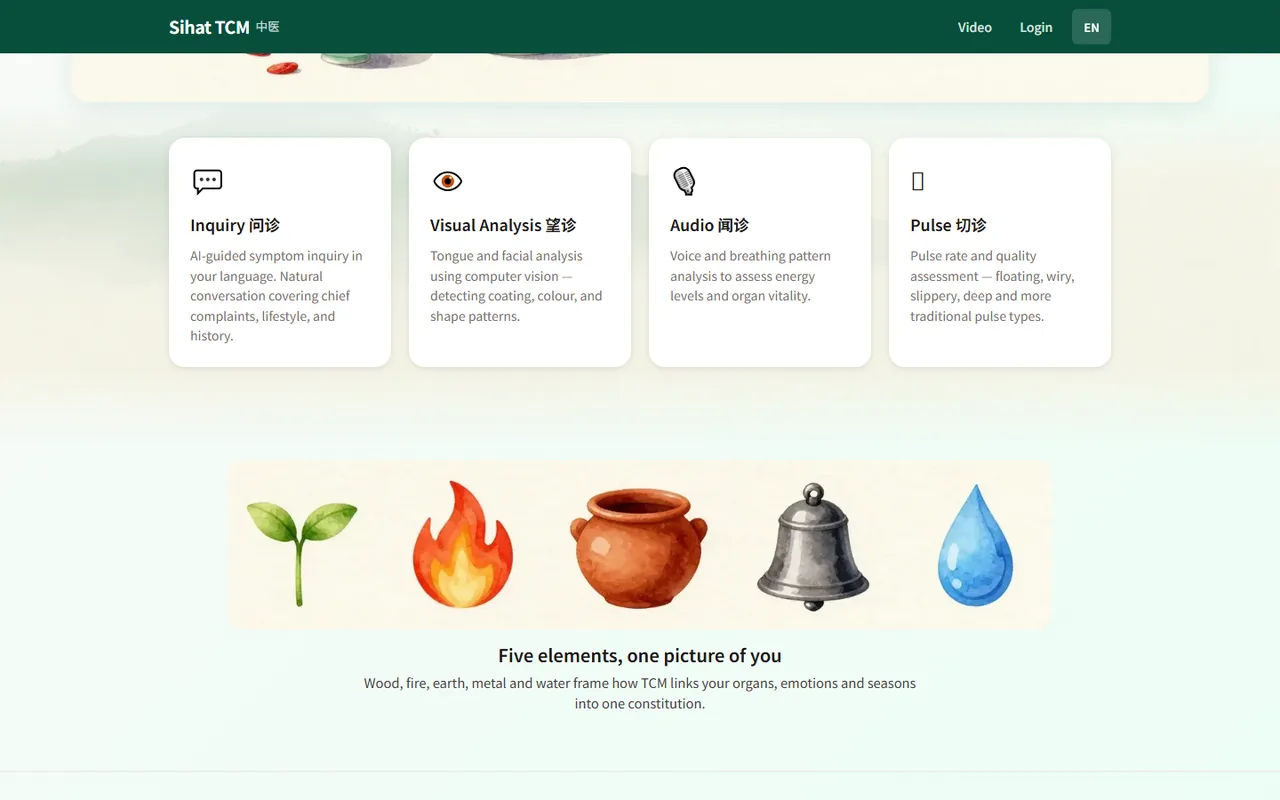 Sihat TCM 中医
Video
Login
EN
Inquiry 问诊
AI-guided symptom inquiry in
your language. Natural
conversation covering chief
complaints, lifestyle, and
history.
Visual Analysis 望诊
Tongue and facial analysis
using computer vision —
detecting coating, colour, and
shape patterns.
Audio 闻诊
Voice and breathing pattern
analysis to assess energy
levels and organ vitality.
Pulse 切诊
Pulse rate and quality
assessment — floating, wiry,
slippery, deep and more
traditional pulse types.
Five elements, one picture of you
Wood, fire, earth, metal and water frame how TCM links your organs, emotions and seasons
into one constitution.